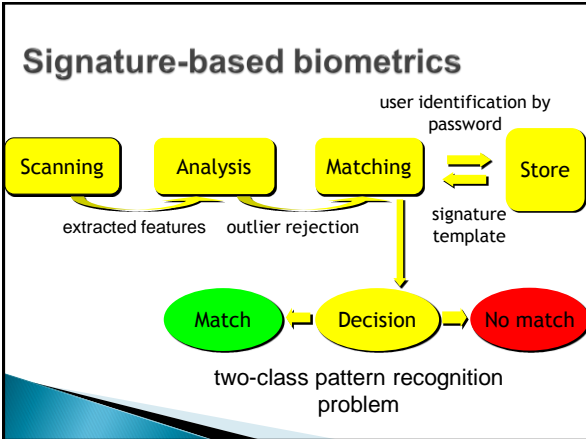 Signature-based biometrics
user identification by
password
Scanning
Analysis
Matching
Store
extracted features
outlier rejection
signature
template
Match
Decision
No match
two-class pattern recognition
problem